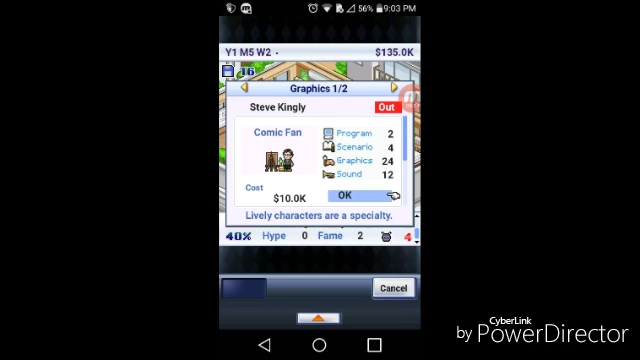 56% 9:03 PM
Y1 M5 W2 $135.0K
16
Graphics 1/2
Steve Kingly Out
Comic Fan
Program 2
Scenario 4
Graphics 24
Sound 12
Cost
$10.0K
OK
Lively characters are a specialty.
40% Hype 0 Fame 2 4
Cancel
CyberLink
by PowerDirector